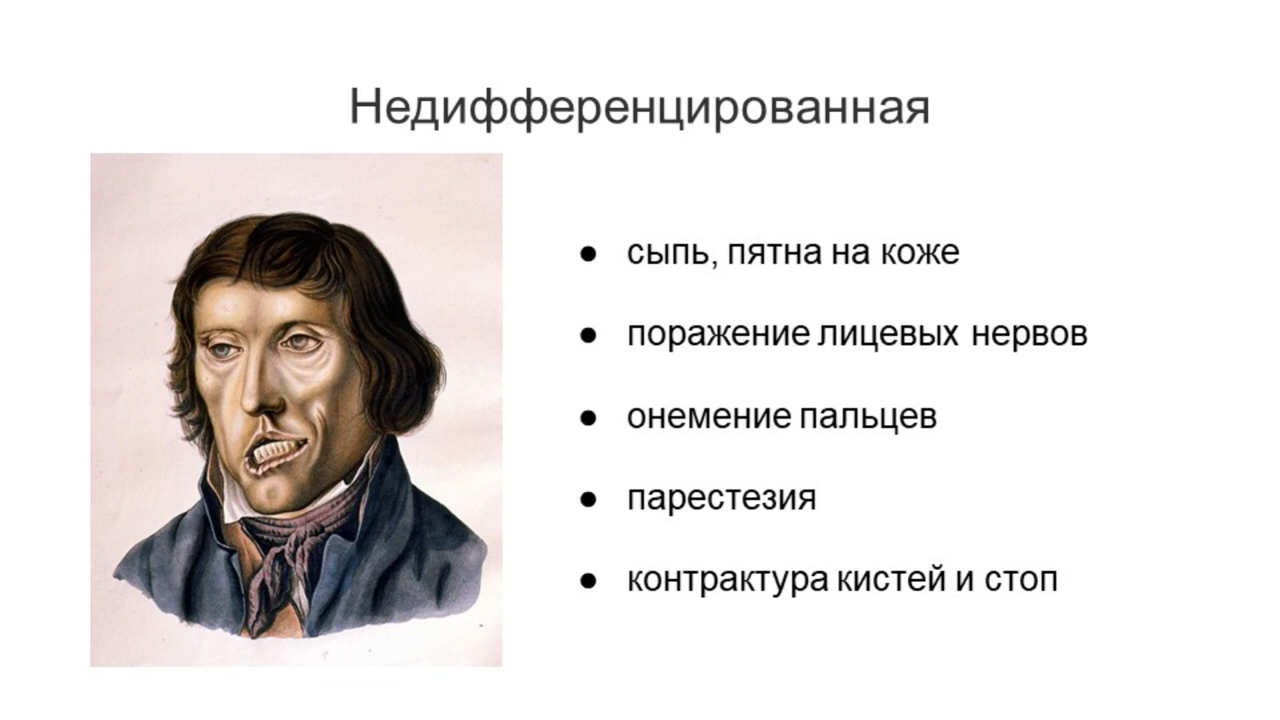 Недифференцированная
● сыпь, пятна на коже
● поражение лицевых нервов
● онемение пальцев
● парестезия
● контрактура кистей и стоп